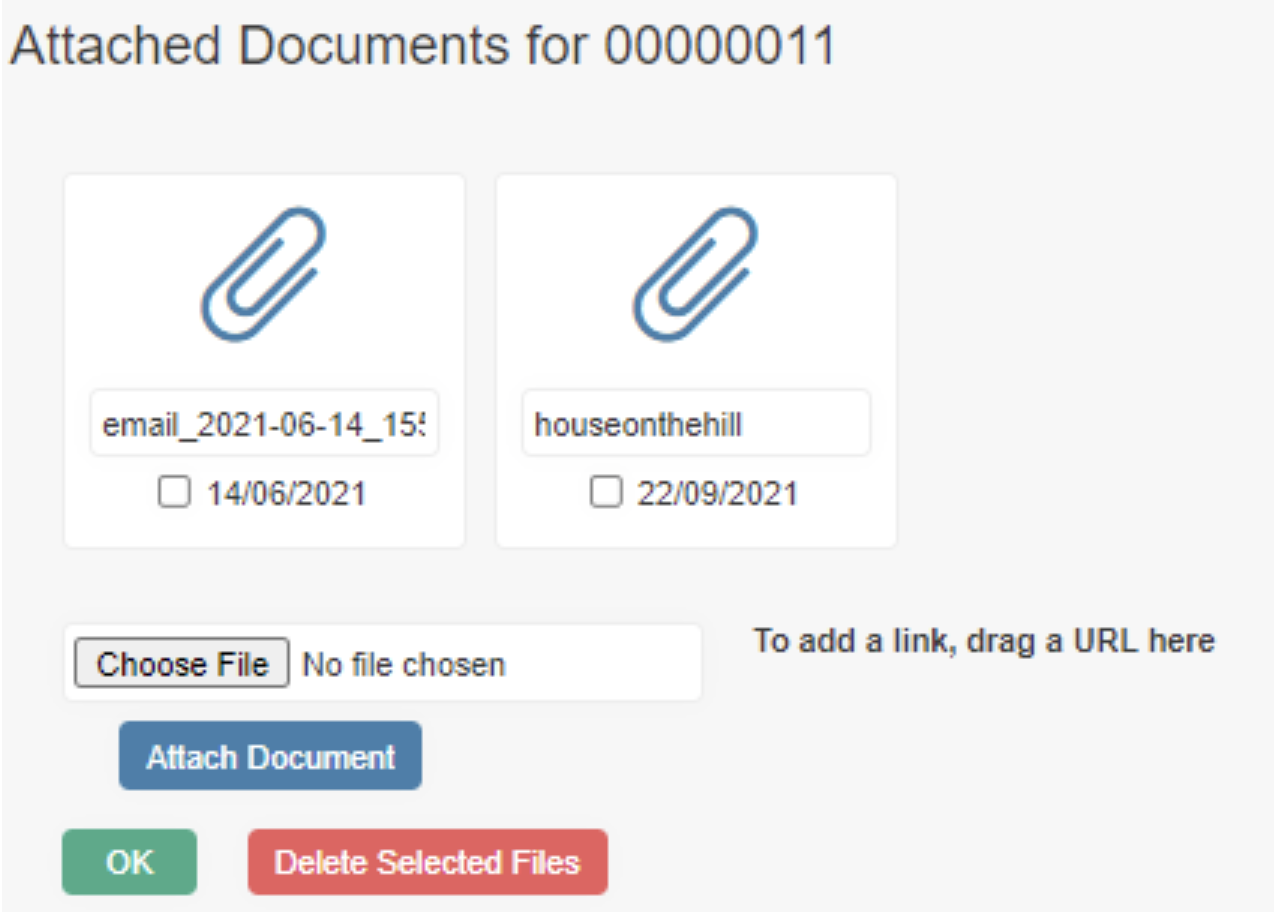 Attached Documents for 00000011
email_2021-06-14_15
houseonthehill
14/06/2021
22/09/2021
Choose File No file chosen
To add a link, drag a URL here
Attach Document
OK
Delete Selected Files